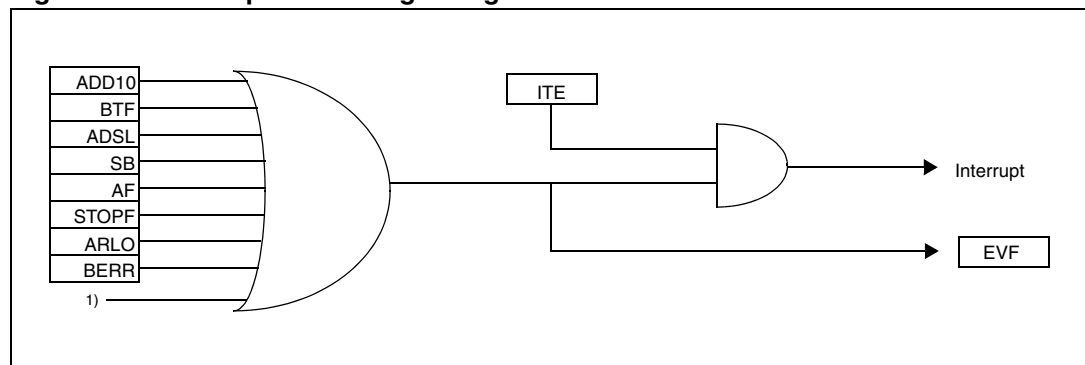 ADD10
BTF
ADSL
SB
AF
STOPF
ARLO
BERR
1)
ITE
Interrupt
EVF